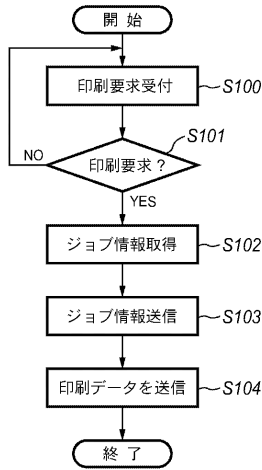 開 始
印刷要求受付
S100
S101
印刷要求？
NO
YES
ジョブ情報取得
S102
ジョブ情報送信
S103
印刷データを送信
S104
終 了